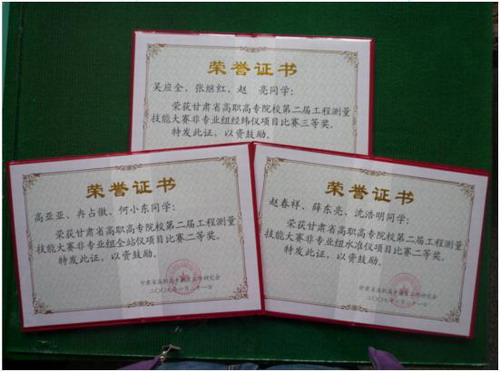 荣誉证书
吴应全、张继红、赵 亮同学：
荣获甘肃省高职高专院校第二届工程测量
技能大赛非专业组经纬仪项目比赛三等奖。
特发此证，以资鼓励。
荣誉证书
高亚亚、冉占傲、何小东同学：
荣获甘肃省高职高专院校第二届工程测量
技能大赛非专业组全站仪项目比赛二等奖。
特发此证，以资鼓励。
荣誉证书
赵春祥、薛东亮、沈浩明同学：
荣获甘肃省高职高专院校第二届工程测量
技能大赛非专业组水准仪项目比赛二等奖。
特发此证，以资鼓励。